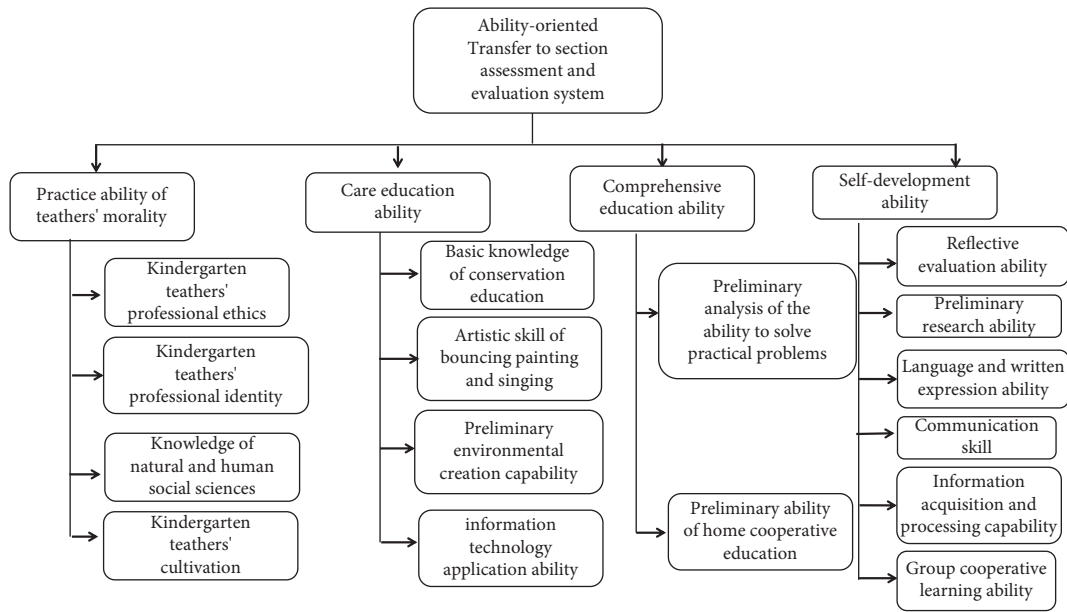 Ability-oriented
Transfer to section
assessment and
evaluation system
Practice ability of
teathers' morality
Kindergarten
teathers'
professional ethics
Kindergarten
teathers'
professional identity
Knowledge of
natural and human
social sciences
Kindergarten
teathers'
cultivation
Care education
ability
Basic knowledge
of conservation
education
Artistic skill of
bouncing painting
and singing
Preliminary
environmental
creation capability
information
technology
application ability
Comprehensive
education ability
Preliminary
analysis of the
ability to solve
practical problems
Preliminary ability
of home cooperative
education
Self-development
ability
Reflective
evaluation ability
Preliminary
research ability
Language and written
expression ability
Communication
skill
Information
acquisition and
processing capability
Group cooperative
learning ability